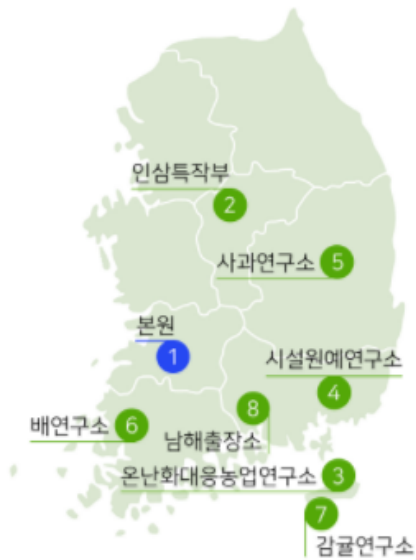 인삼특작부
2
사과연구소 5
본원
1
시설원예연구소
4
8
배연구소 6
남해출장소
온난화대응농업연구소 3
7
감귤연구소